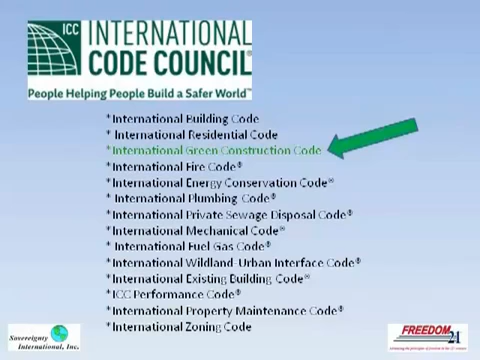 ICC INTERNATIONAL
CODE COUNCIL®
People Helping People Build a Safer World™
*International Building Code
* International Residential Code
*International Green Construction Code
*International Fire Code®
*International Energy Conservation Code®
* International Plumbing Code®
*International Private Sewage Disposal Code®
*International Mechanical Code®
* International Fuel Gas Code®
*International Wildland-Urban Interface Code®
*International Existing Building Code®
*ICC Performance Code®
*International Property Maintenance Code®
*International Zoning Code
Sovereignty
International, Inc.
FREEDOM21